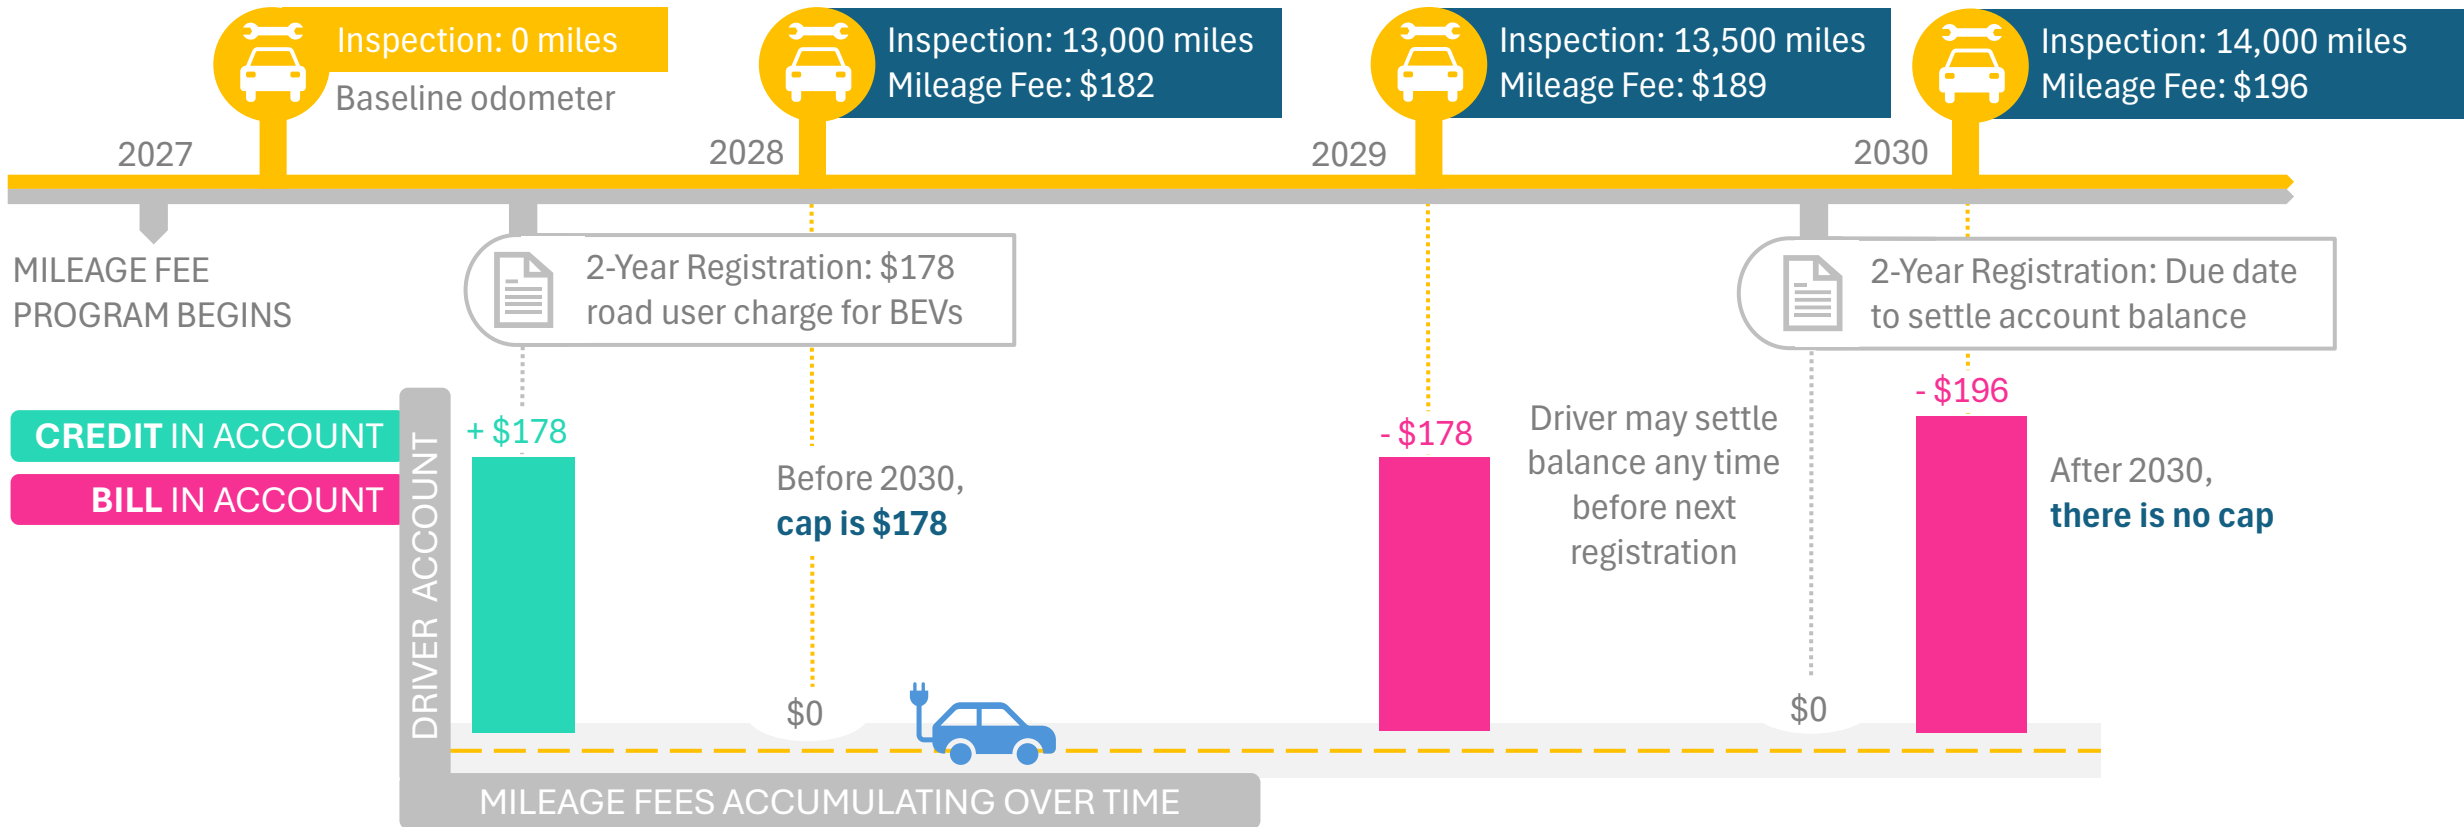 Inspection: 0 miles
Baseline odometer
Inspection: 13,000 miles
Mileage Fee: $182
Inspection: 13,500 miles
Mileage Fee: $189
Inspection: 14,000 miles
Mileage Fee: $196
2027
2028
2029
2030
MILEAGE FEE
PROGRAM BEGINS
2-Year Registration: $178
road user charge for BEVs
2-Year Registration: Due date
to settle account balance
CREDIT IN ACCOUNT
BILL IN ACCOUNT
DRIVER ACCOUNT
+ $178
Before 2030,
cap is $178
$0
- $178
Driver may settle
balance any time
before next
registration
$0
- $196
After 2030,
there is no cap
MILEAGE FEES ACCUMULATING OVER TIME